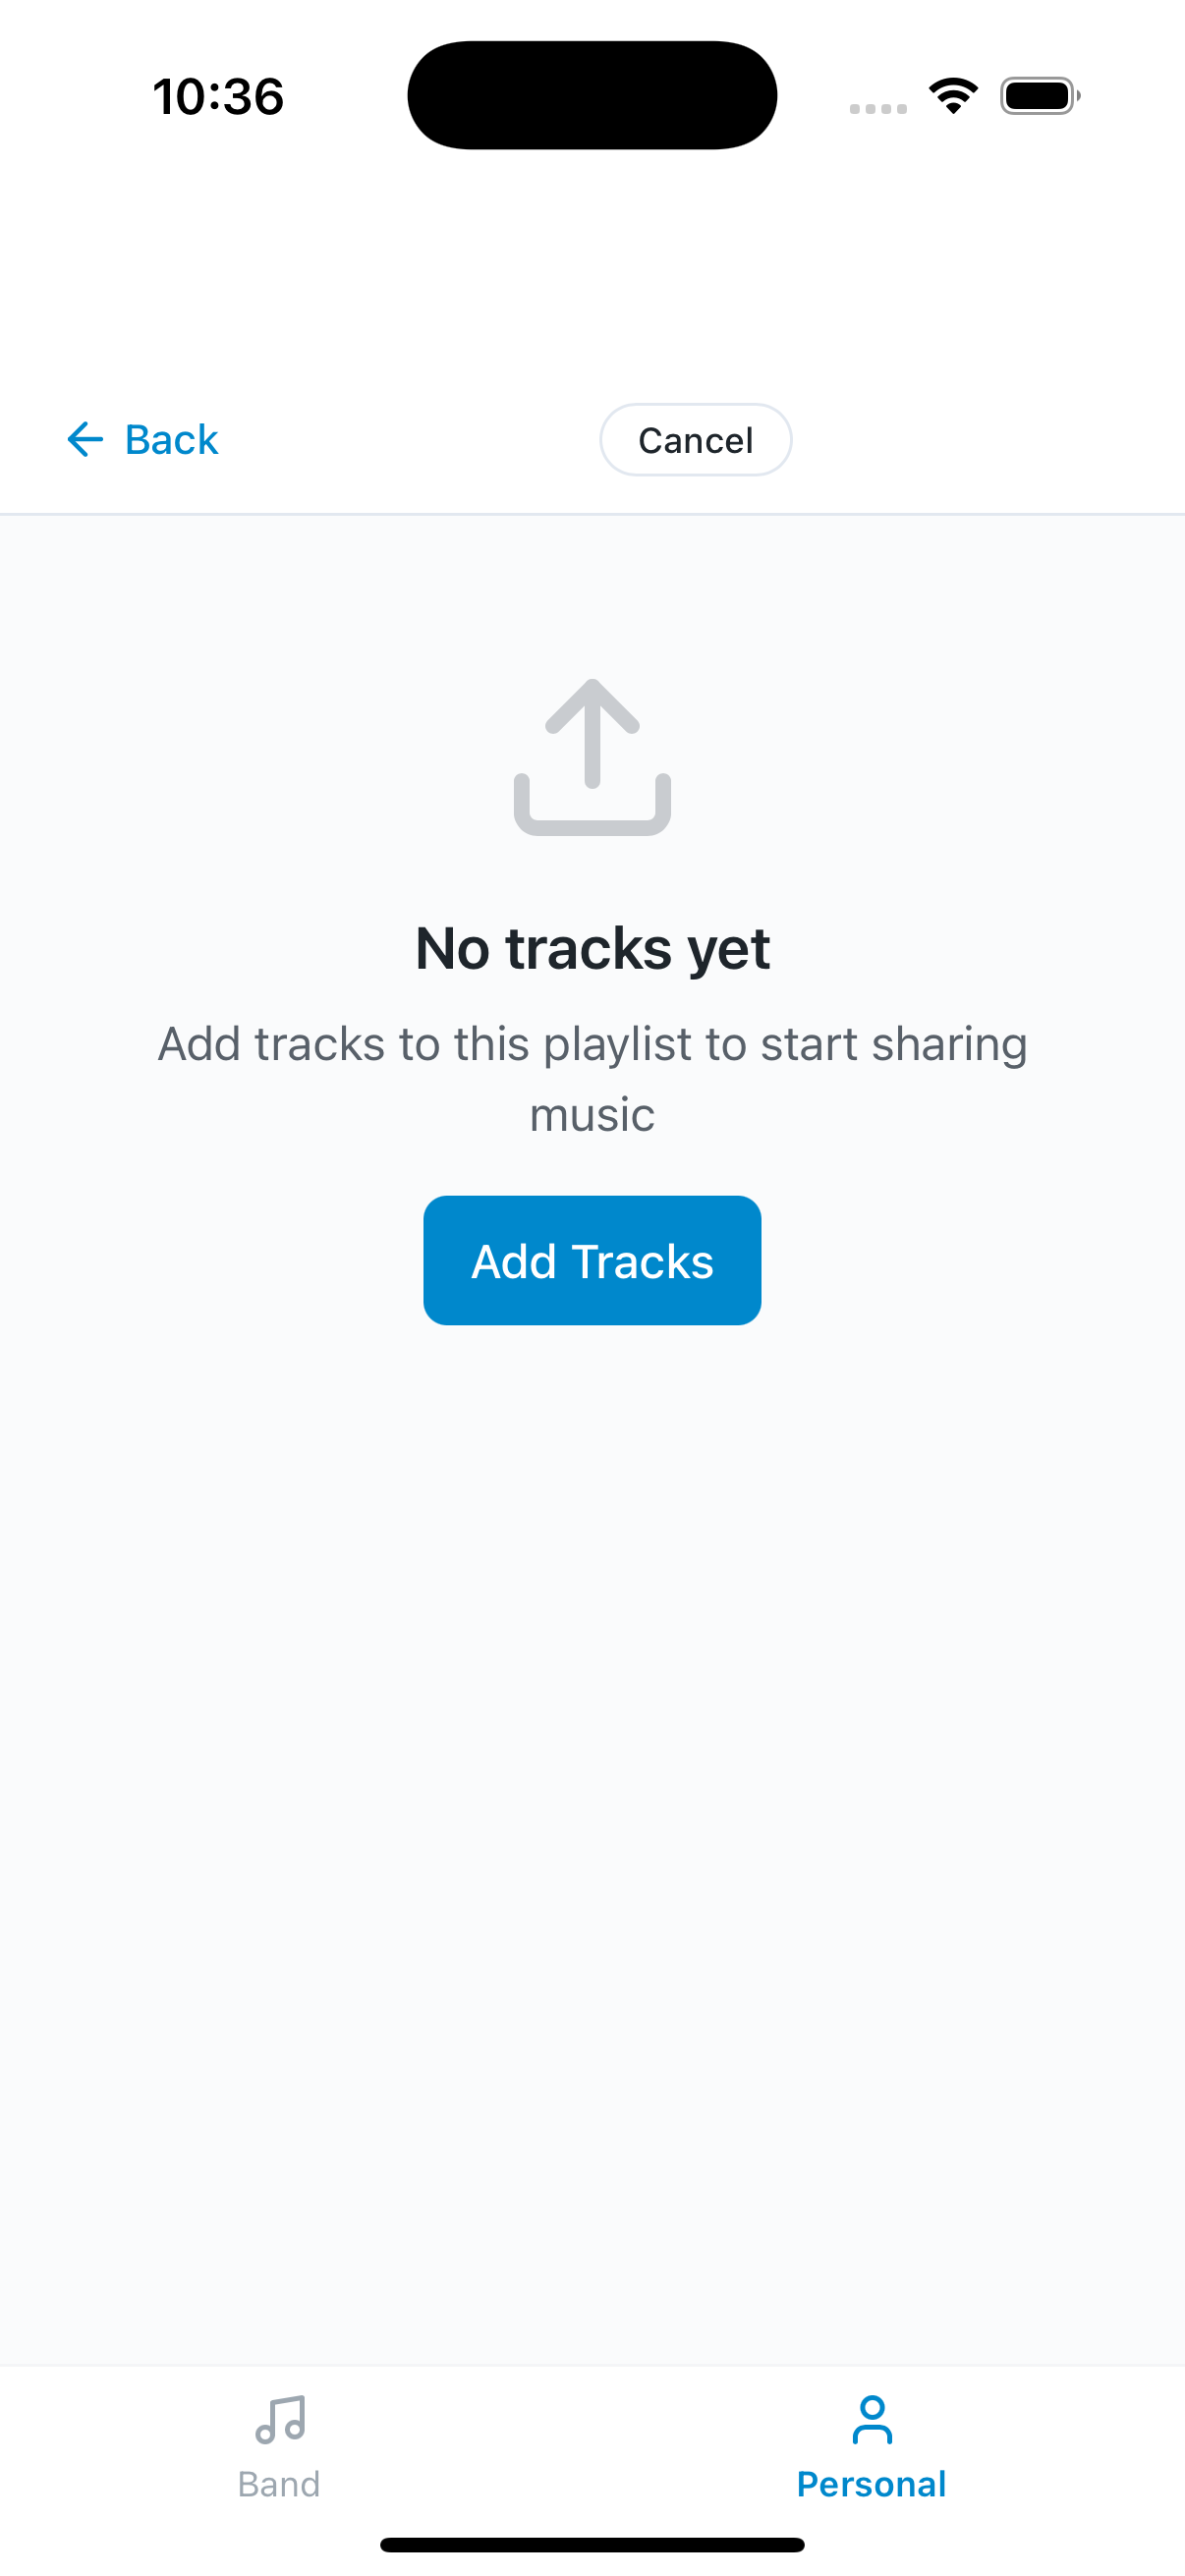 10:36
Back
Cancel
No tracks yet
Add tracks to this playlist to start sharing
music
Add Tracks
Band
Personal